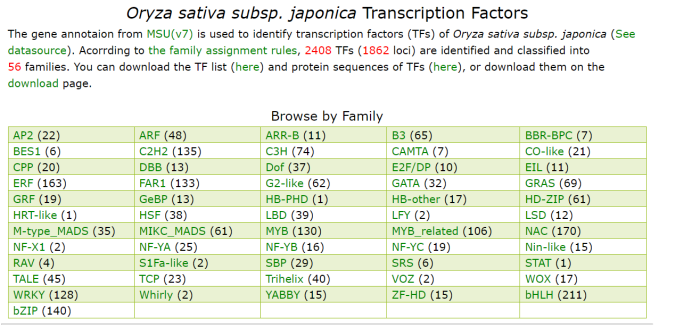 Oryza sativa subsp. japonica Transcription Factors
The gene annotaion from MSU(v7) is used to identify transcription factors (TFs) of Oryza sativa subsp. japonica (See
datasource). Acorrding to the family assignment rules, 2408 TFs (1862 loci) are identified and classified into
56 families. You can download the TF list (here) and protein sequences of TFs (here), or download them on the
download page.
Browse by Family
AP2 (22) ARF (48) ARR-B (11) B3 (65) BBR-BPC (7)
BES1 (6) C2H2 (135) C3H (74) CAMTA (7) CO-like (21)
CPP (20) DBB (13) Dof (37) E2F/DP (10) EIL (11)
ERF (163) FAR1 (133) G2-like (62) GATA (32) GRAS (69)
GRF (19) GeBP (13) HB-PHD (1) HB-other (17) HD-ZIP (61)
HRT-like (1) HSF (38) LBD (39) LFY (2) LSD (12)
M-type_MADS (35) MIKC_MADS (61) MYB (130) MYB_related (106) NAC (170)
NF-X1 (2) NF-YA (25) NF-YB (16) NF-YC (19) Nin-like (15)
RAV (4) S1Fa-like (2) SBP (29) SRS (6) STAT (1)
TALE (45) TCP (23) Trihelix (40) VOZ (2) WOX (17)
WRKY (128) Whirly (2) YABBY (15) ZF-HD (15) bHLH (211)
bZIP (140)